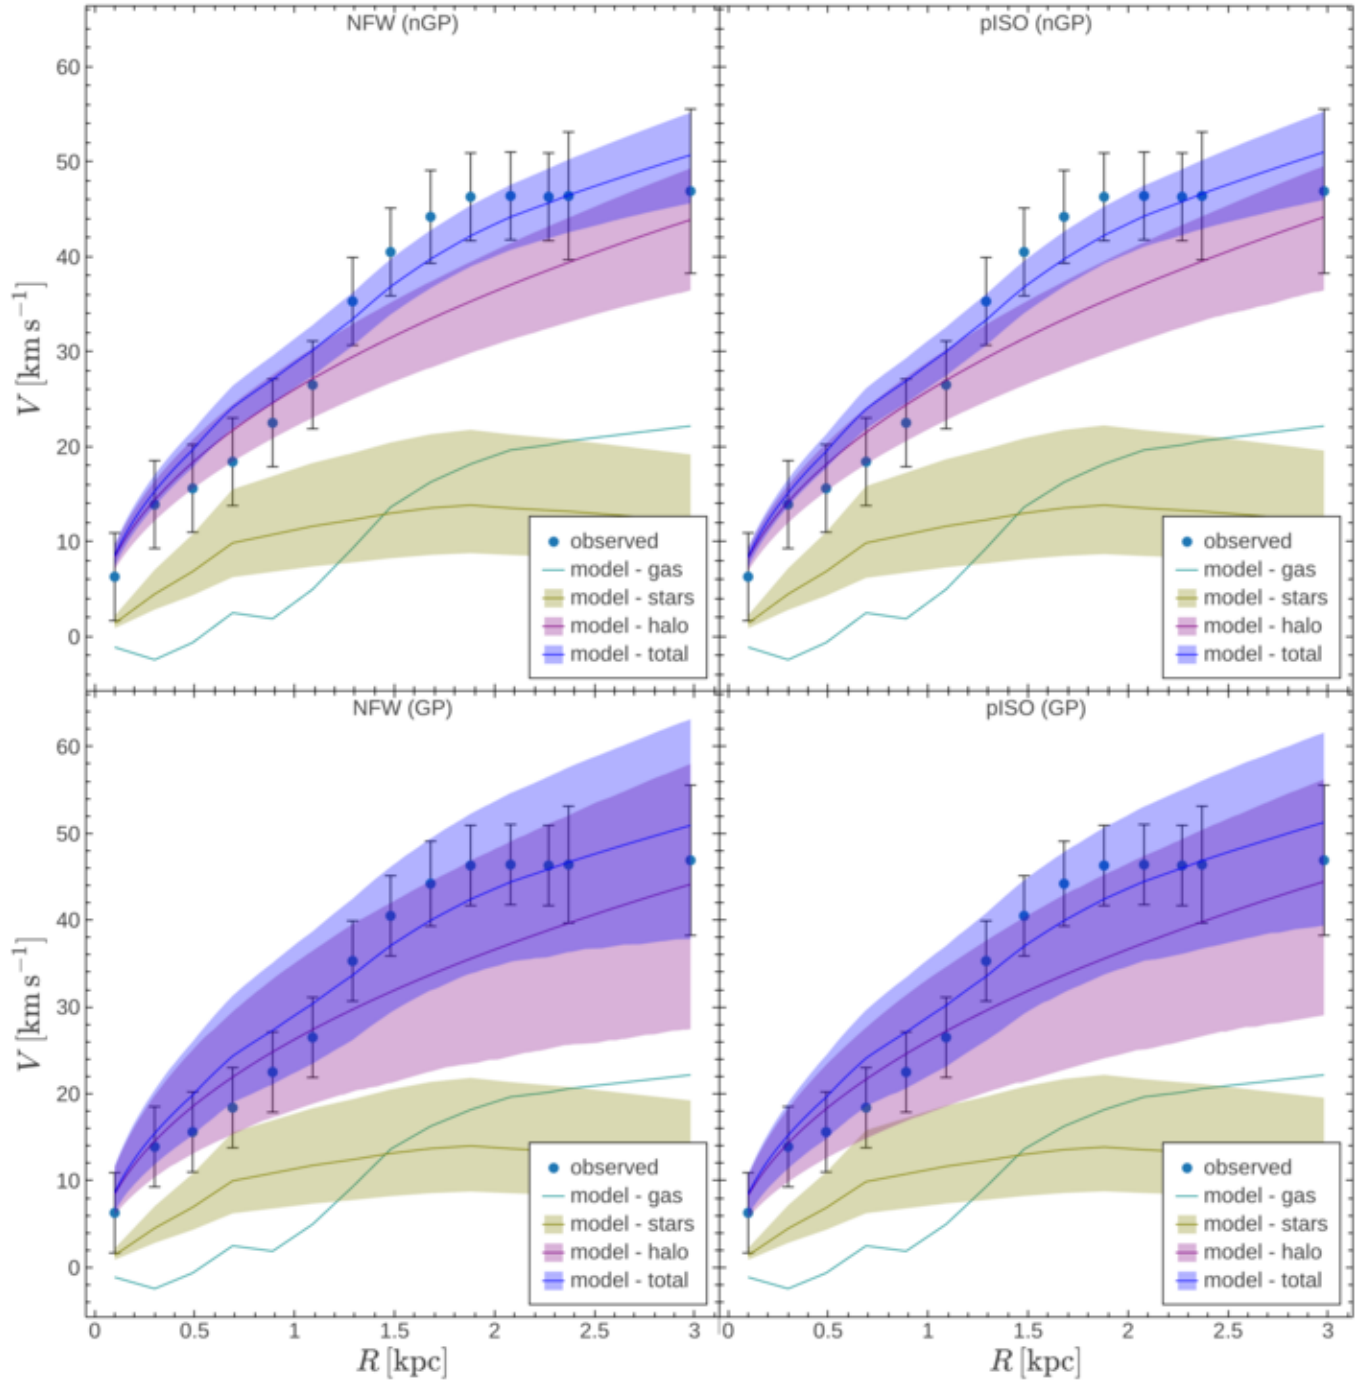 NFW (nGP)
pISO (nGP)
60
50
40
30
20
10
0
V [km s⁻¹]
observed
model - gas
model - stars
model - halo
model - total
observed
model - gas
model - stars
model - halo
model - total
NFW (GP)
pISO (GP)
60
50
40
30
20
10
0
V [km s⁻¹]
observed
model - gas
model - stars
model - halo
model - total
observed
model - gas
model - stars
model - halo
model - total
0 0.5 1 1.5 2 2.5 3
0 0.5 1 1.5 2 2.5 3
R [kpc]
R [kpc]